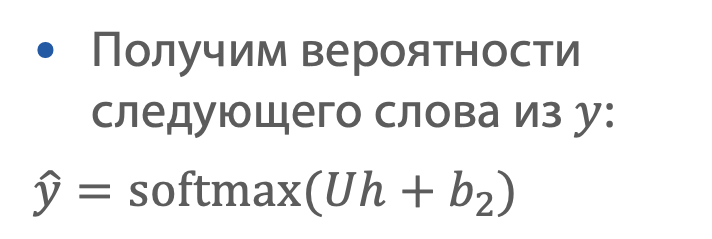 • Получим вероятности
следующего слова из y:
ŷ = softmax(Uh + b₂)